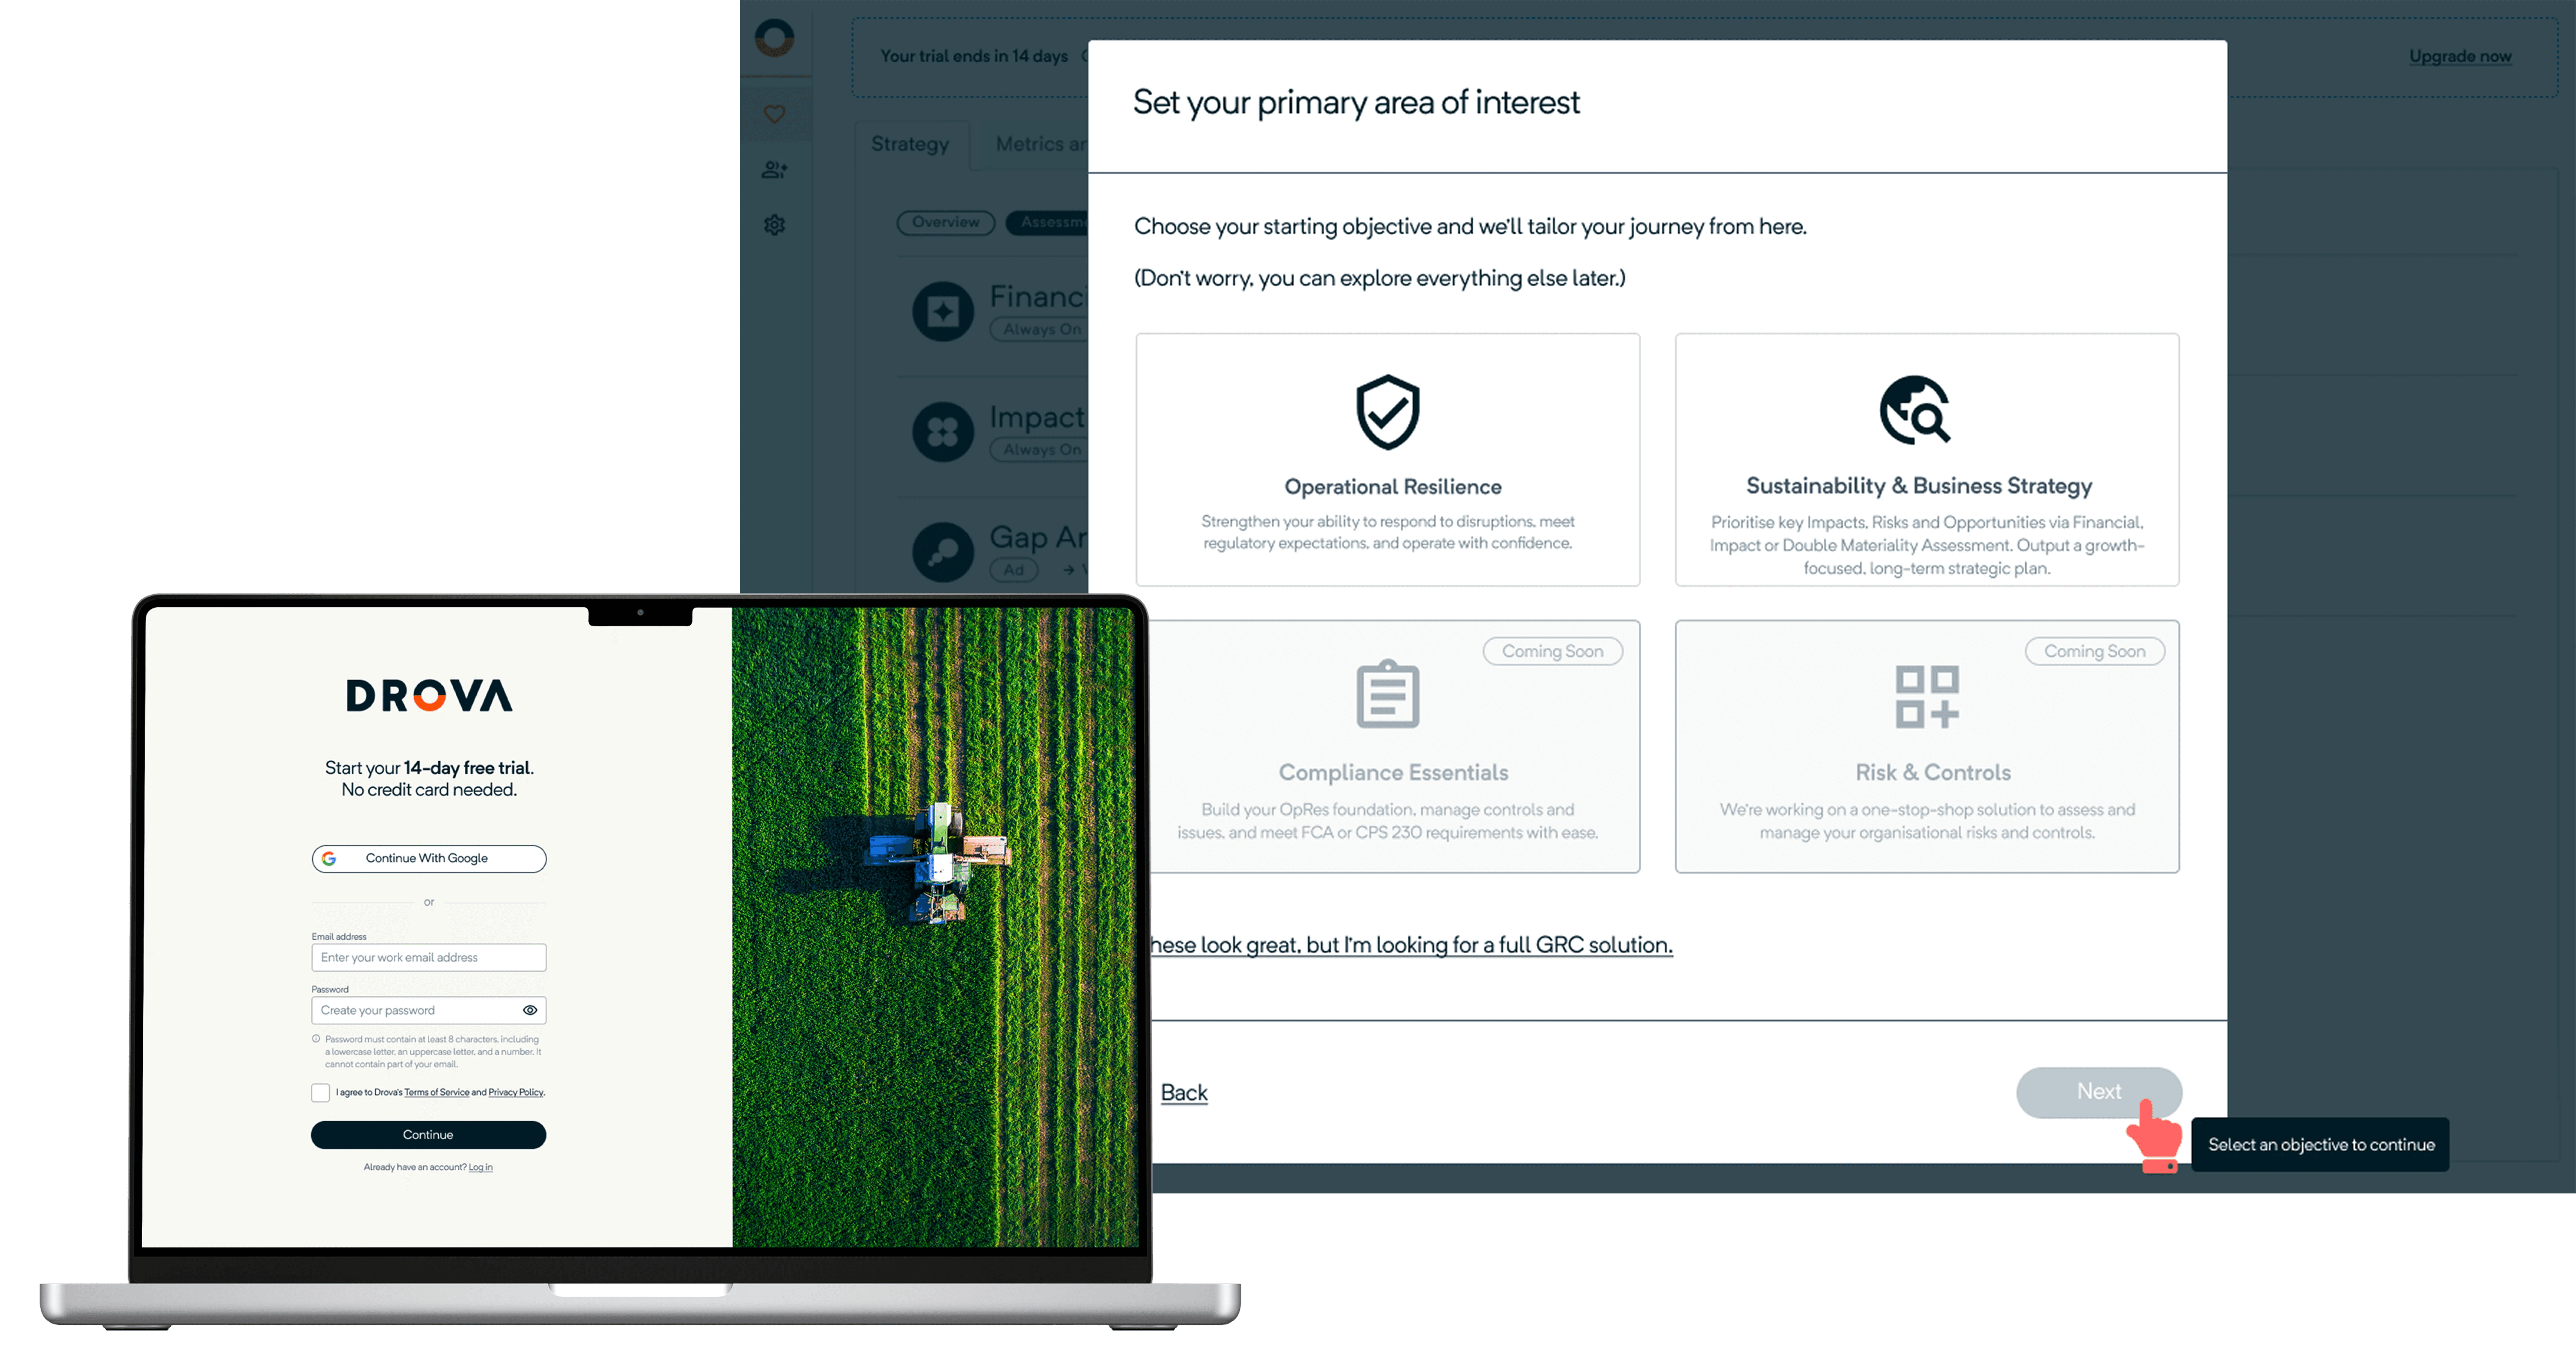 Your trial ends in 14 days
Upgrade now
Strategy
Metrics
Overview
Always On
Impact
Always On
Gap
Ad
Set your primary area of interest
Choose your starting objective and we'll tailor your journey from here.
(Don't worry, you can explore everything else later.)
Operational Resilience
Strengthen your ability to respond to disruptions, meet
regulatory expectations, and operate with confidence.
Sustainability & Business Strategy
Prioritise key Impacts, Risks and Opportunities via Financial,
Impact or Double Materiality Assessment. Output a growth-
focused, long-term strategic plan.
Coming Soon
Compliance Essentials
Build your OpRes foundation, manage controls and
issues, and meet FCA or CPS 230 requirements with ease.
Coming Soon
Risk & Controls
We're working on a one-stop-shop solution to assess and
manage your organisational risks and controls.
hese look great, but I'm looking for a full GRC solution.
Back
Next
Select an objective to continue
DROVA
Start your 14-day free trial.
No credit card needed.
Continue With Google
or
Email address
Enter your work email address
Password
Create your password
Password must contain at least 8 characters, including
a lowercase letter, an uppercase letter, and a number. It
cannot contain part of your email.
I agree to Drova's Terms of Service and Privacy Policy.
Continue
Already have an account? Log in